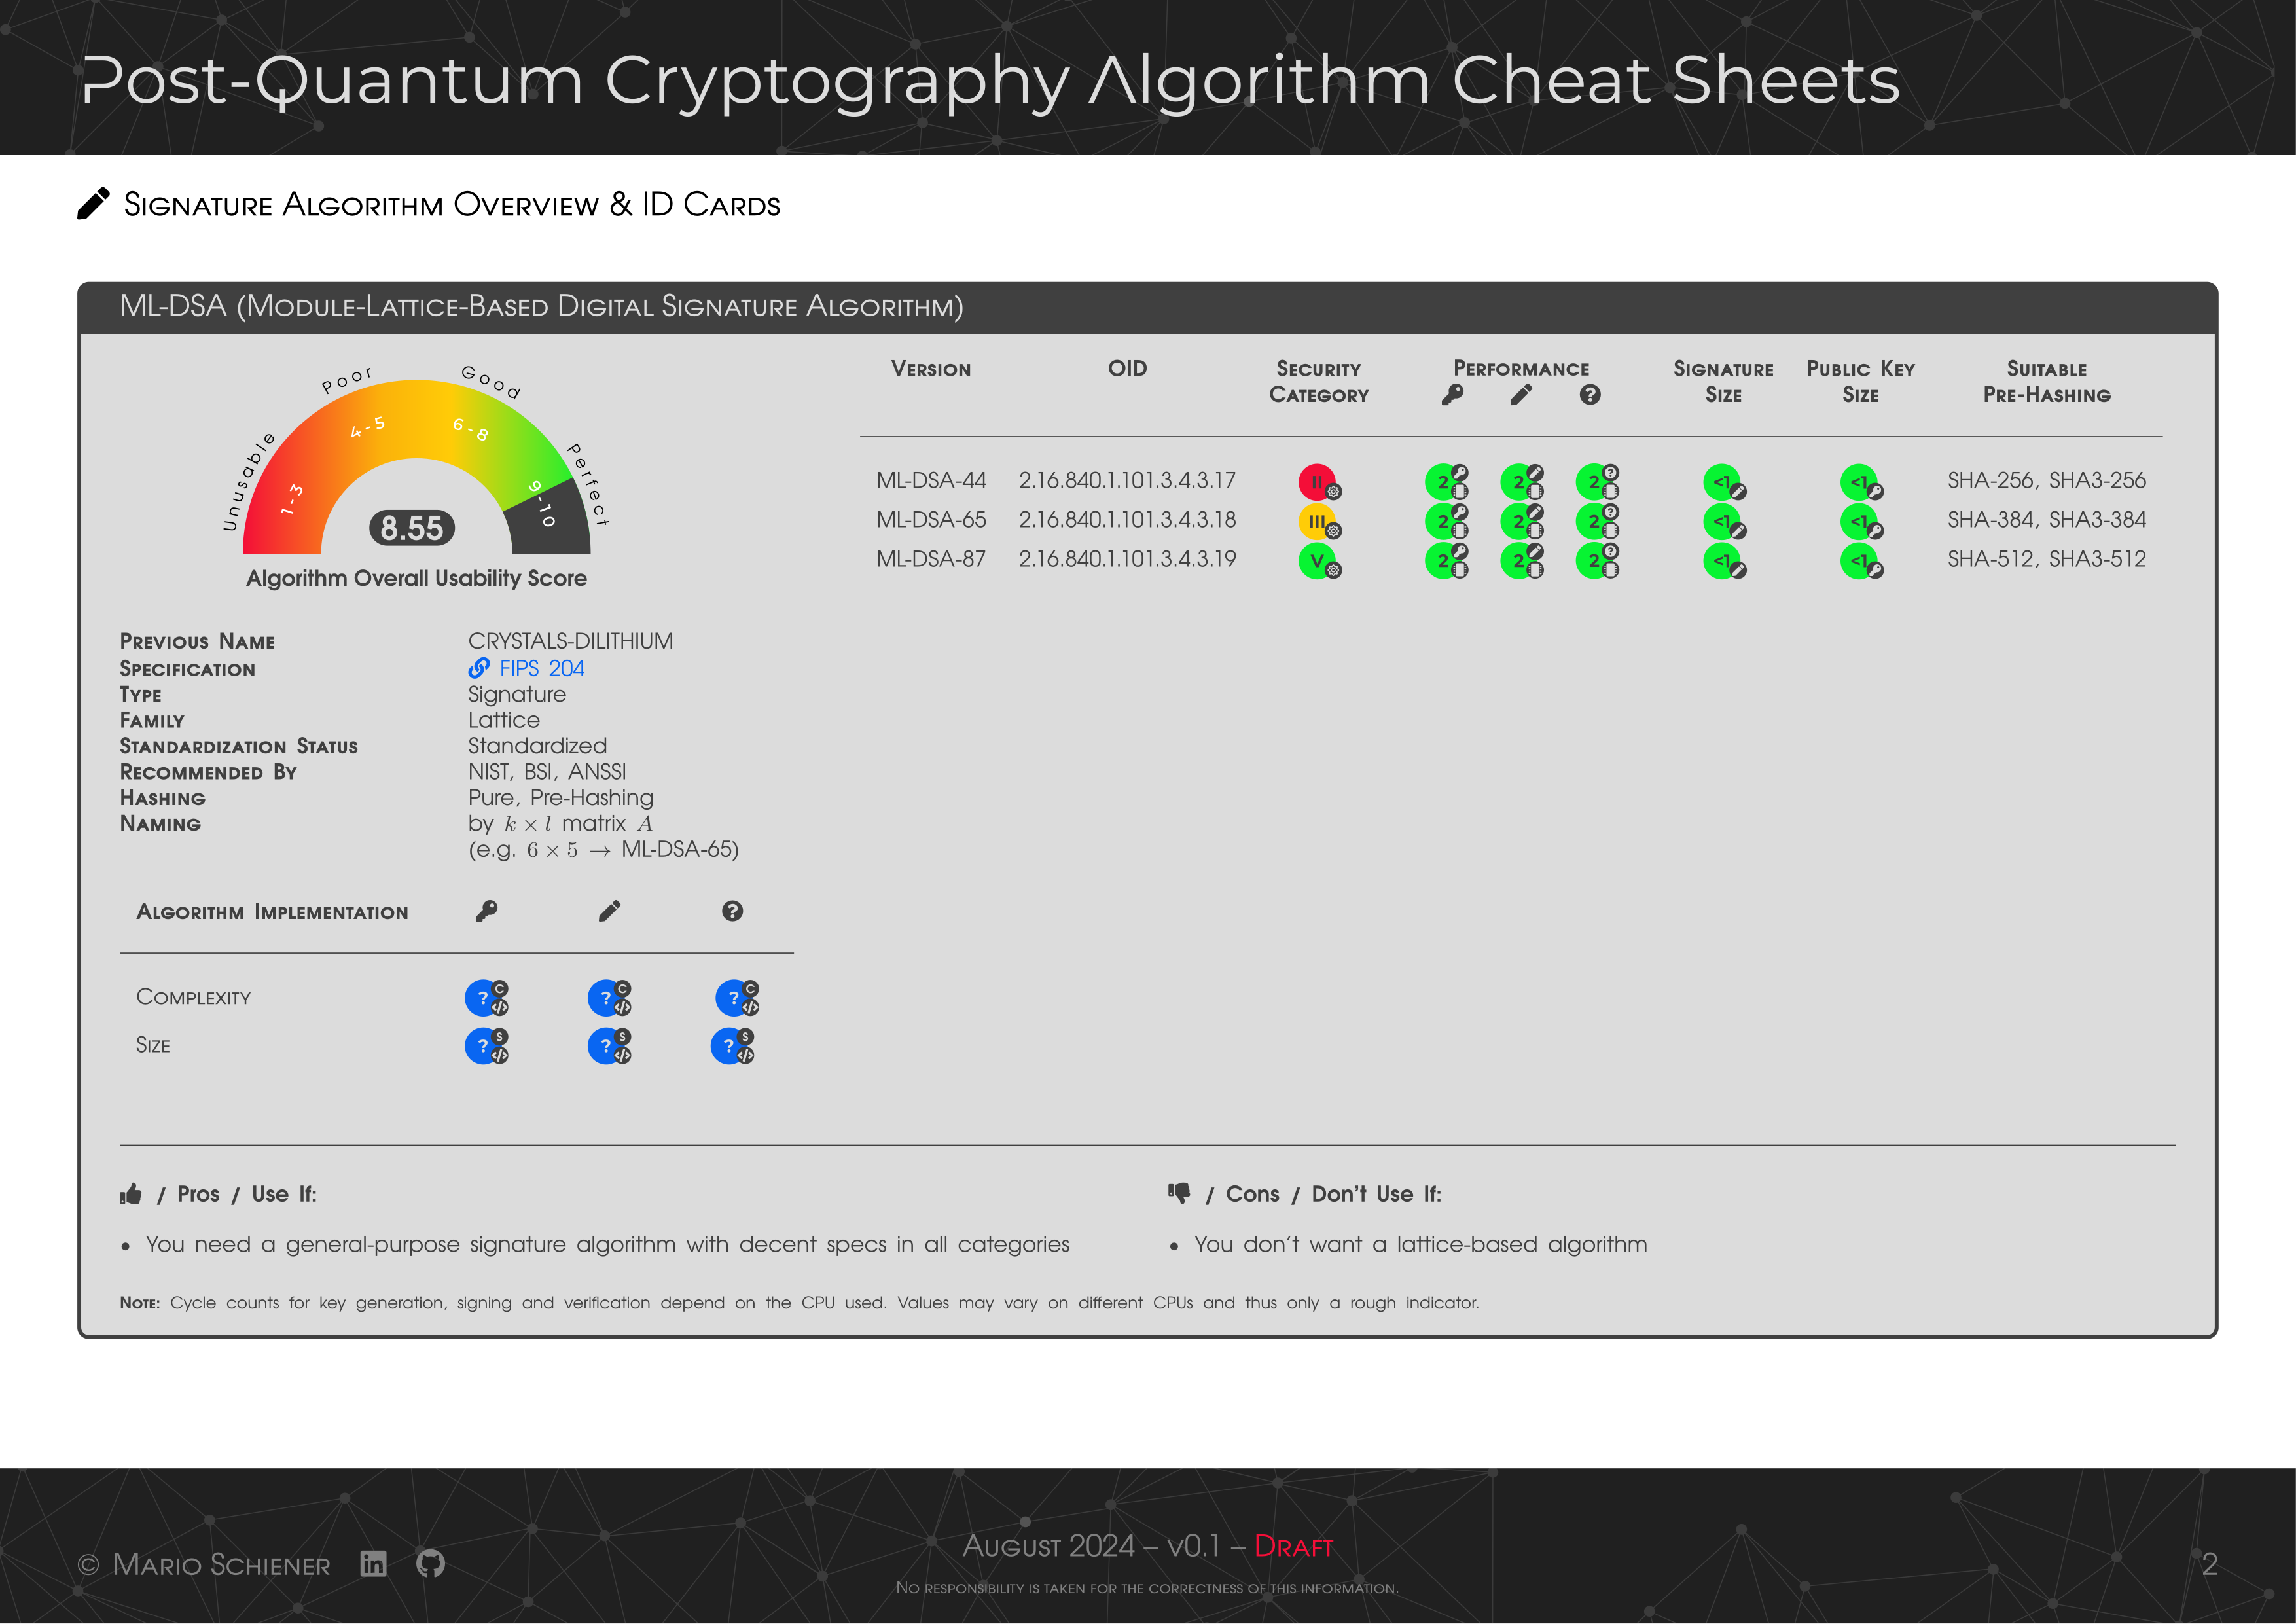 Post-Quantum Cryptography Algorithm Cheat Sheets
Signature Algorithm Overview & ID Cards
ML-DSA (Module-Lattice-Based Digital Signature Algorithm)
Unusable Poor Good Perfect
1-3 4-5 6-8 9-10
8.55
Algorithm Overall Usability Score
Previous Name CRYSTALS-DILITHIUM
Specification FIPS 204
Type Signature
Family Lattice
Standardization Status Standardized
Recommended By NIST, BSI, ANSSI
Hashing Pure, Pre-Hashing
Naming by k × l matrix A
(e.g. 6 × 5 → ML-DSA-65)
Algorithm Implementation ?
Complexity ? C </> ? C </> ? C </>
Size ? S </> ? S </> ? S </>
Version OID Security Performance Signature Public Key Suitable
Category ? Size Size Pre-Hashing
ML-DSA-44 2.16.840.1.101.3.4.3.17 II 2 2 2 ? <1 <1 SHA-256, SHA3-256
ML-DSA-65 2.16.840.1.101.3.4.3.18 III 2 2 2 ? <1 <1 SHA-384, SHA3-384
ML-DSA-87 2.16.840.1.101.3.4.3.19 V 2 2 2 ? <1 <1 SHA-512, SHA3-512
/ Pros / Use If:
• You need a general-purpose signature algorithm with decent specs in all categories
/ Cons / Don't Use If:
• You don't want a lattice-based algorithm
Note: Cycle counts for key generation, signing and verification depend on the CPU used. Values may vary on different CPUs and thus only a rough indicator.
© Mario Schiener in
August 2024 – v0.1 – Draft
No responsibility is taken for the correctness of this information.
2